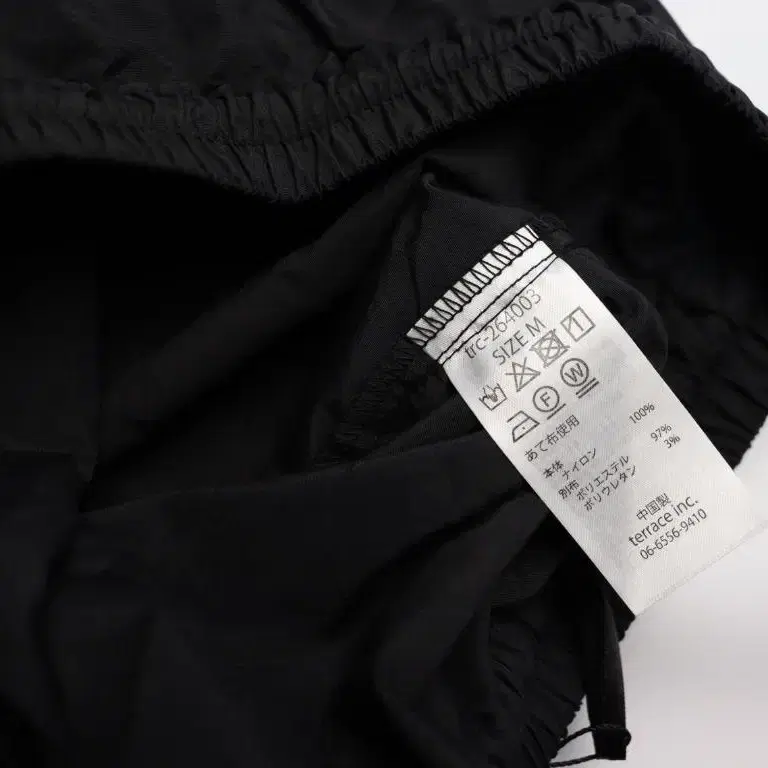 trc-264003
SIZE M
F W
あて布使用
本体 ナイロン 100%
別布 ポリエステル 97%
ポリウレタン 3%
中国製
terrace inc.
06-6556-9410